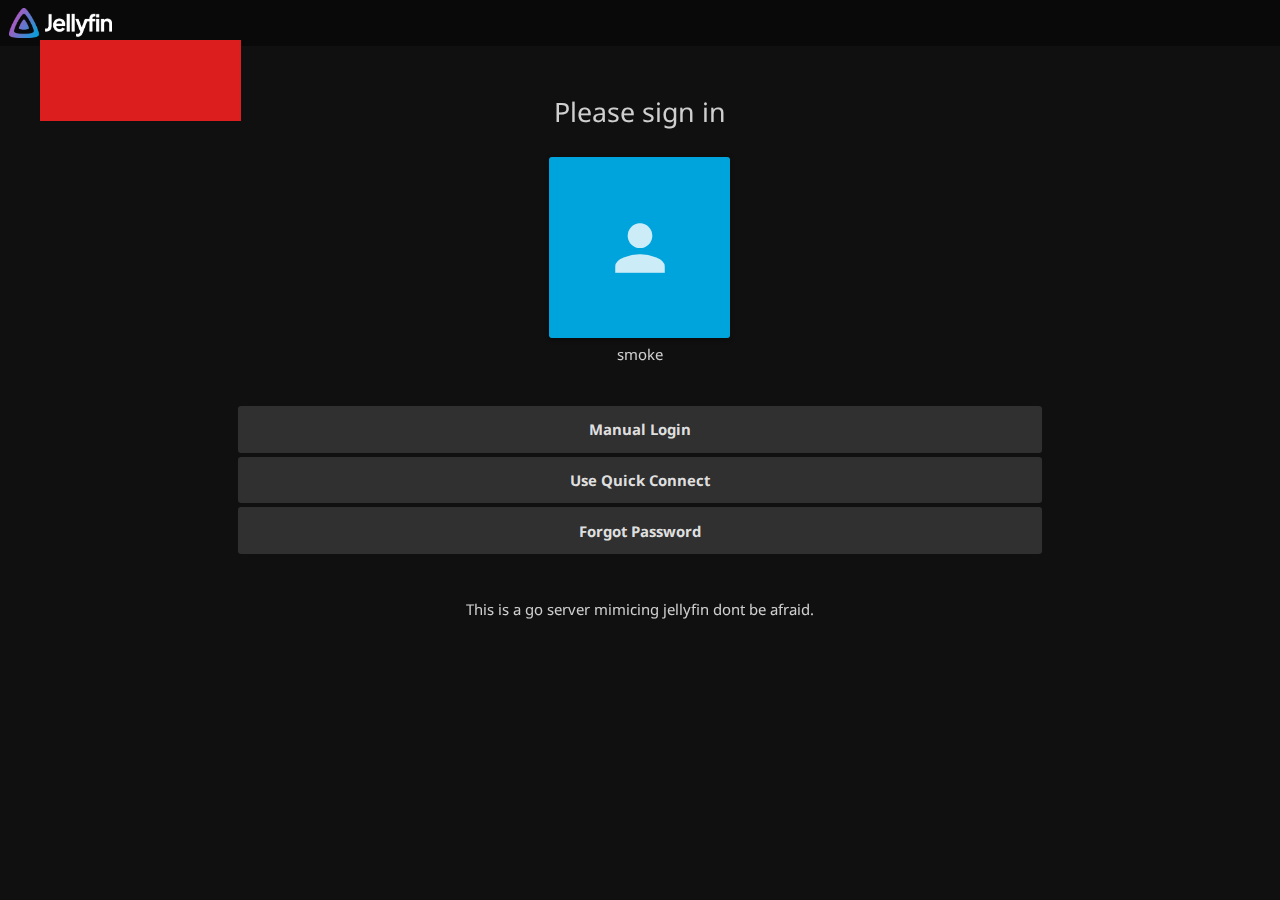 Jellyfin
Please sign in
smoke
Manual Login
Use Quick Connect
Forgot Password
This is a go server mimicing jellyfin dont be afraid.